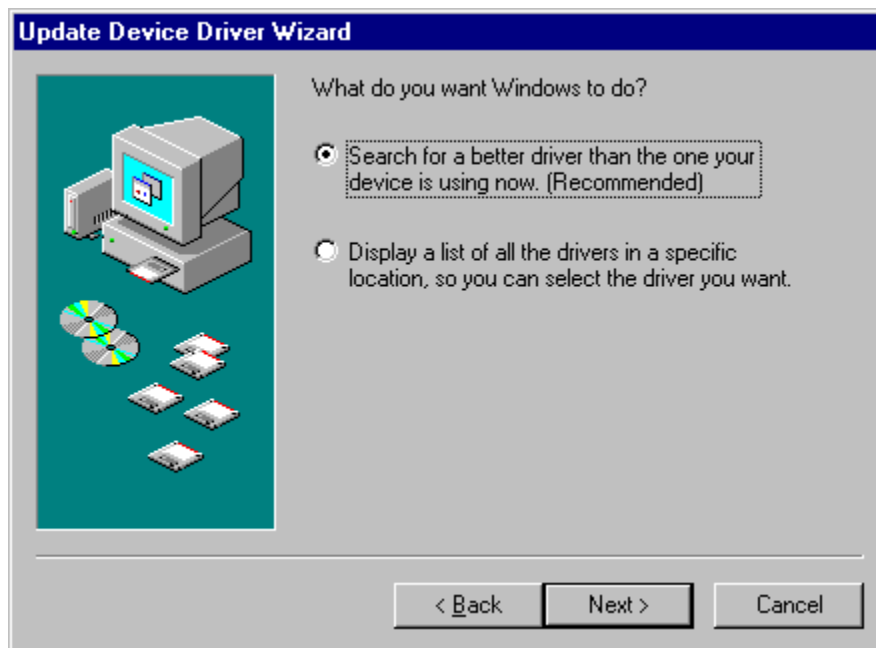 Update Device Driver Wizard
What do you want Windows to do?
Search for a better driver than the one your
device is using now. (Recommended)
Display a list of all the drivers in a specific
location, so you can select the driver you want.
< Back
Next >
Cancel